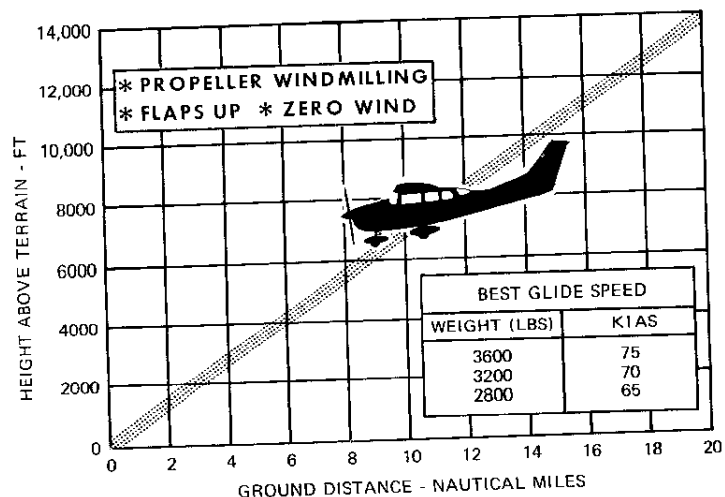 14,000
12,000
10,000
8000
6000
4000
2000
0
HEIGHT ABOVE TERRAIN - FT
* PROPELLER WINDMILLING
* FLAPS UP * ZERO WIND
BEST GLIDE SPEED
WEIGHT (LBS) KIAS
3600 75
3200 70
2800 65
0 2 4 6 8 10 12 14 16 18 20
GROUND DISTANCE - NAUTICAL MILES